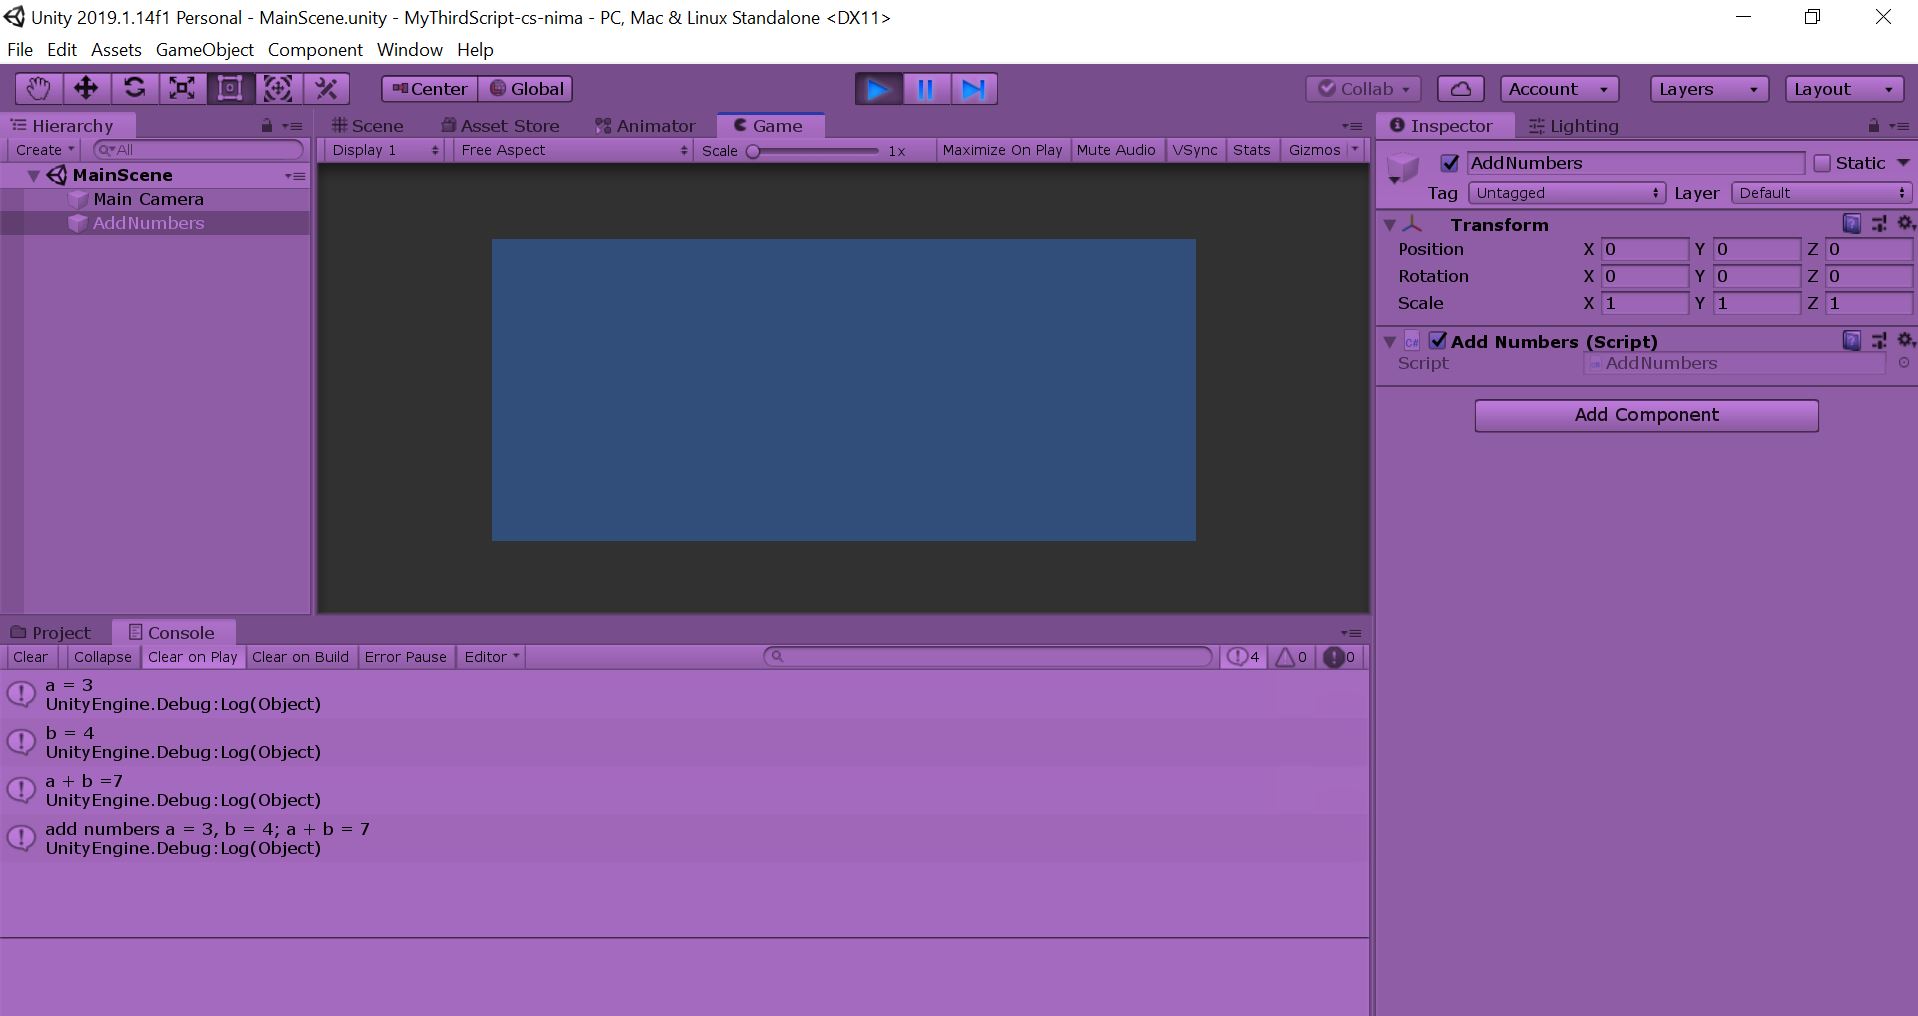 Unity 2019.1.14f1 Personal - MainScene.unity - MyThirdScript-cs-nima - PC, Mac & Linux Standalone <DX11>
File Edit Assets GameObject Component Window Help
Center Global Collab Account Layers Layout
Hierarchy
Create All
MainScene
Main Camera
AddNumbers
Scene Asset Store Animator Game
Display 1 Free Aspect Scale 1x Maximize On Play Mute Audio VSync Stats Gizmos
Inspector Lighting
AddNumbers Static
Tag Untagged Layer Default
Transform
Position X 0 Y 0 Z 0
Rotation X 0 Y 0 Z 0
Scale X 1 Y 1 Z 1
C# Add Numbers (Script)
Script AddNumbers
Add Component
Project Console
Clear Collapse Clear on Play Clear on Build Error Pause Editor 4 0 0
a = 3
UnityEngine.Debug:Log(Object)
b = 4
UnityEngine.Debug:Log(Object)
a + b =7
UnityEngine.Debug:Log(Object)
add numbers a = 3, b = 4; a + b = 7
UnityEngine.Debug:Log(Object)